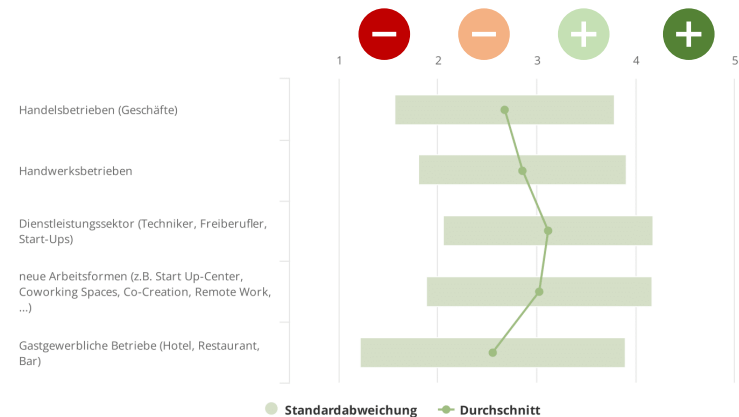 1 2 3 4 5
Handelsbetrieben (Geschäfte)
Handwerksbetrieben
Dienstleistungssektor (Techniker, Freiberufler,
Start-Ups)
neue Arbeitsformen (z.B. Start Up-Center,
Coworking Spaces, Co-Creation, Remote Work,
...)
Gastgewerbliche Betriebe (Hotel, Restaurant,
Bar)
Standardabweichung Durchschnitt